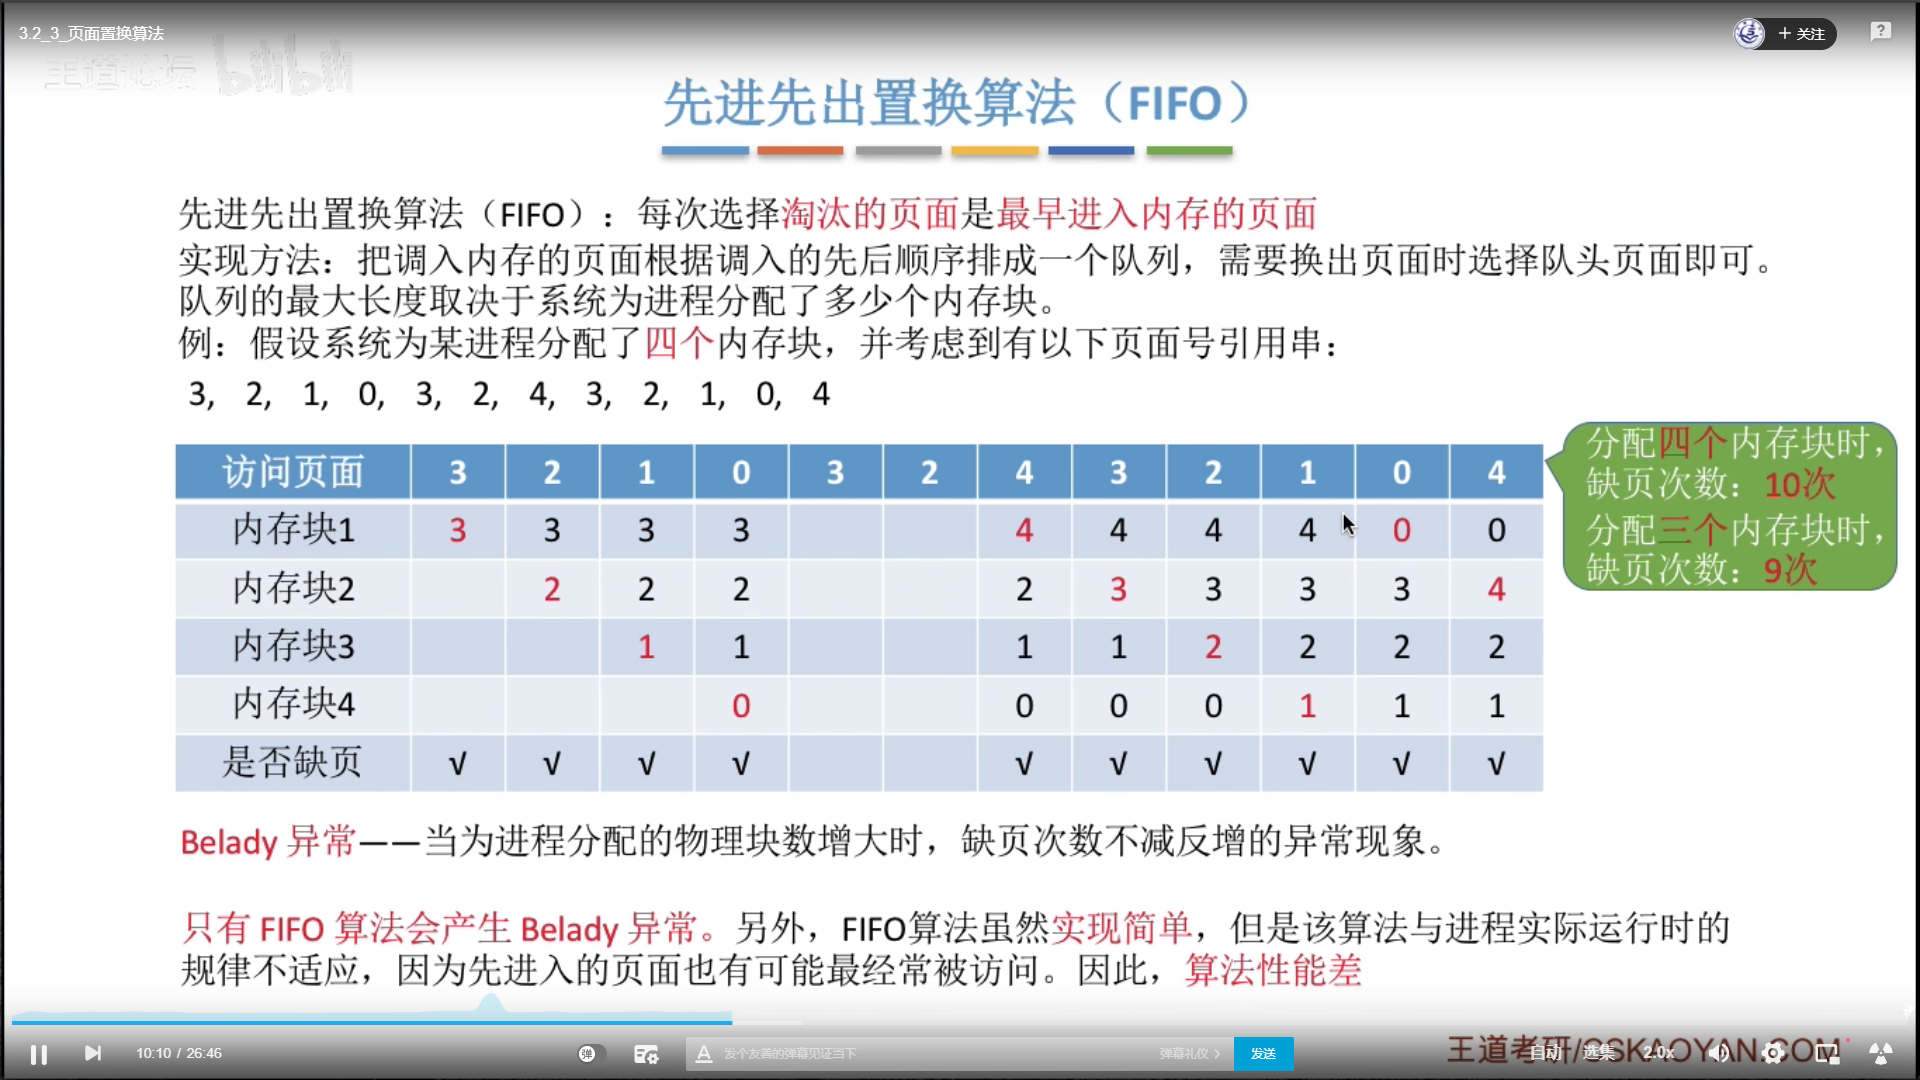 3.2_3_页面置换算法
+ 关注
王道论坛 bilibili
先进先出置换算法（FIFO）
先进先出置换算法（FIFO）：每次选择淘汰的页面是最早进入内存的页面
实现方法：把调入内存的页面根据调入的先后顺序排成一个队列，需要换出页面时选择队头页面即可。
队列的最大长度取决于系统为进程分配了多少个内存块。
例：假设系统为某进程分配了四个内存块，并考虑到有以下页面号引用串：
3, 2, 1, 0, 3, 2, 4, 3, 2, 1, 0, 4
访问页面 3 2 1 0 3 2 4 3 2 1 0 4
内存块1 3 3 3 3 4 4 4 4 0 0
内存块2 2 2 2 2 3 3 3 3 4
内存块3 1 1 1 1 2 2 2 2
内存块4 0 0 0 0 1 1 1
是否缺页 √ √ √ √ √ √ √ √ √ √
分配四个内存块时，
缺页次数：10次
分配三个内存块时，
缺页次数：9次
Belady 异常——当为进程分配的物理块数增大时，缺页次数不减反增的异常现象。
只有 FIFO 算法会产生 Belady 异常。另外，FIFO算法虽然实现简单，但是该算法与进程实际运行时的
规律不适应，因为先进入的页面也有可能最经常被访问。因此，算法性能差
王道考研/CSKAOYAN.COM
10:10 / 26:46
弹
A 发个友善的弹幕见证当下
弹幕礼仪 >
发送
自动 选集 2.0x